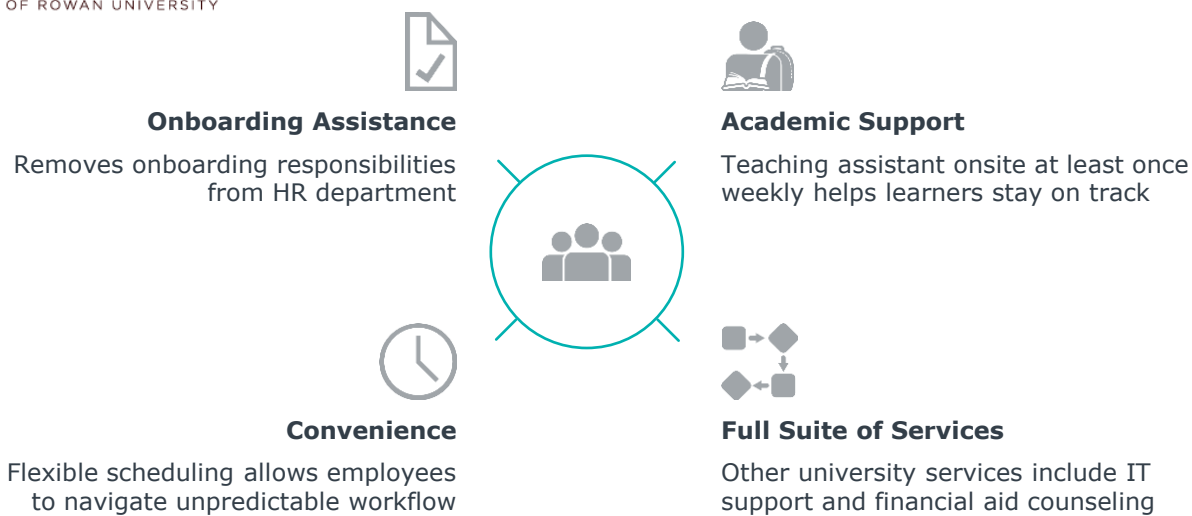 OF ROWAN UNIVERSITY
Onboarding Assistance
Removes onboarding responsibilities
from HR department
Academic Support
Teaching assistant onsite at least once
weekly helps learners stay on track
Convenience
Flexible scheduling allows employees
to navigate unpredictable workflow
Full Suite of Services
Other university services include IT
support and financial aid counseling